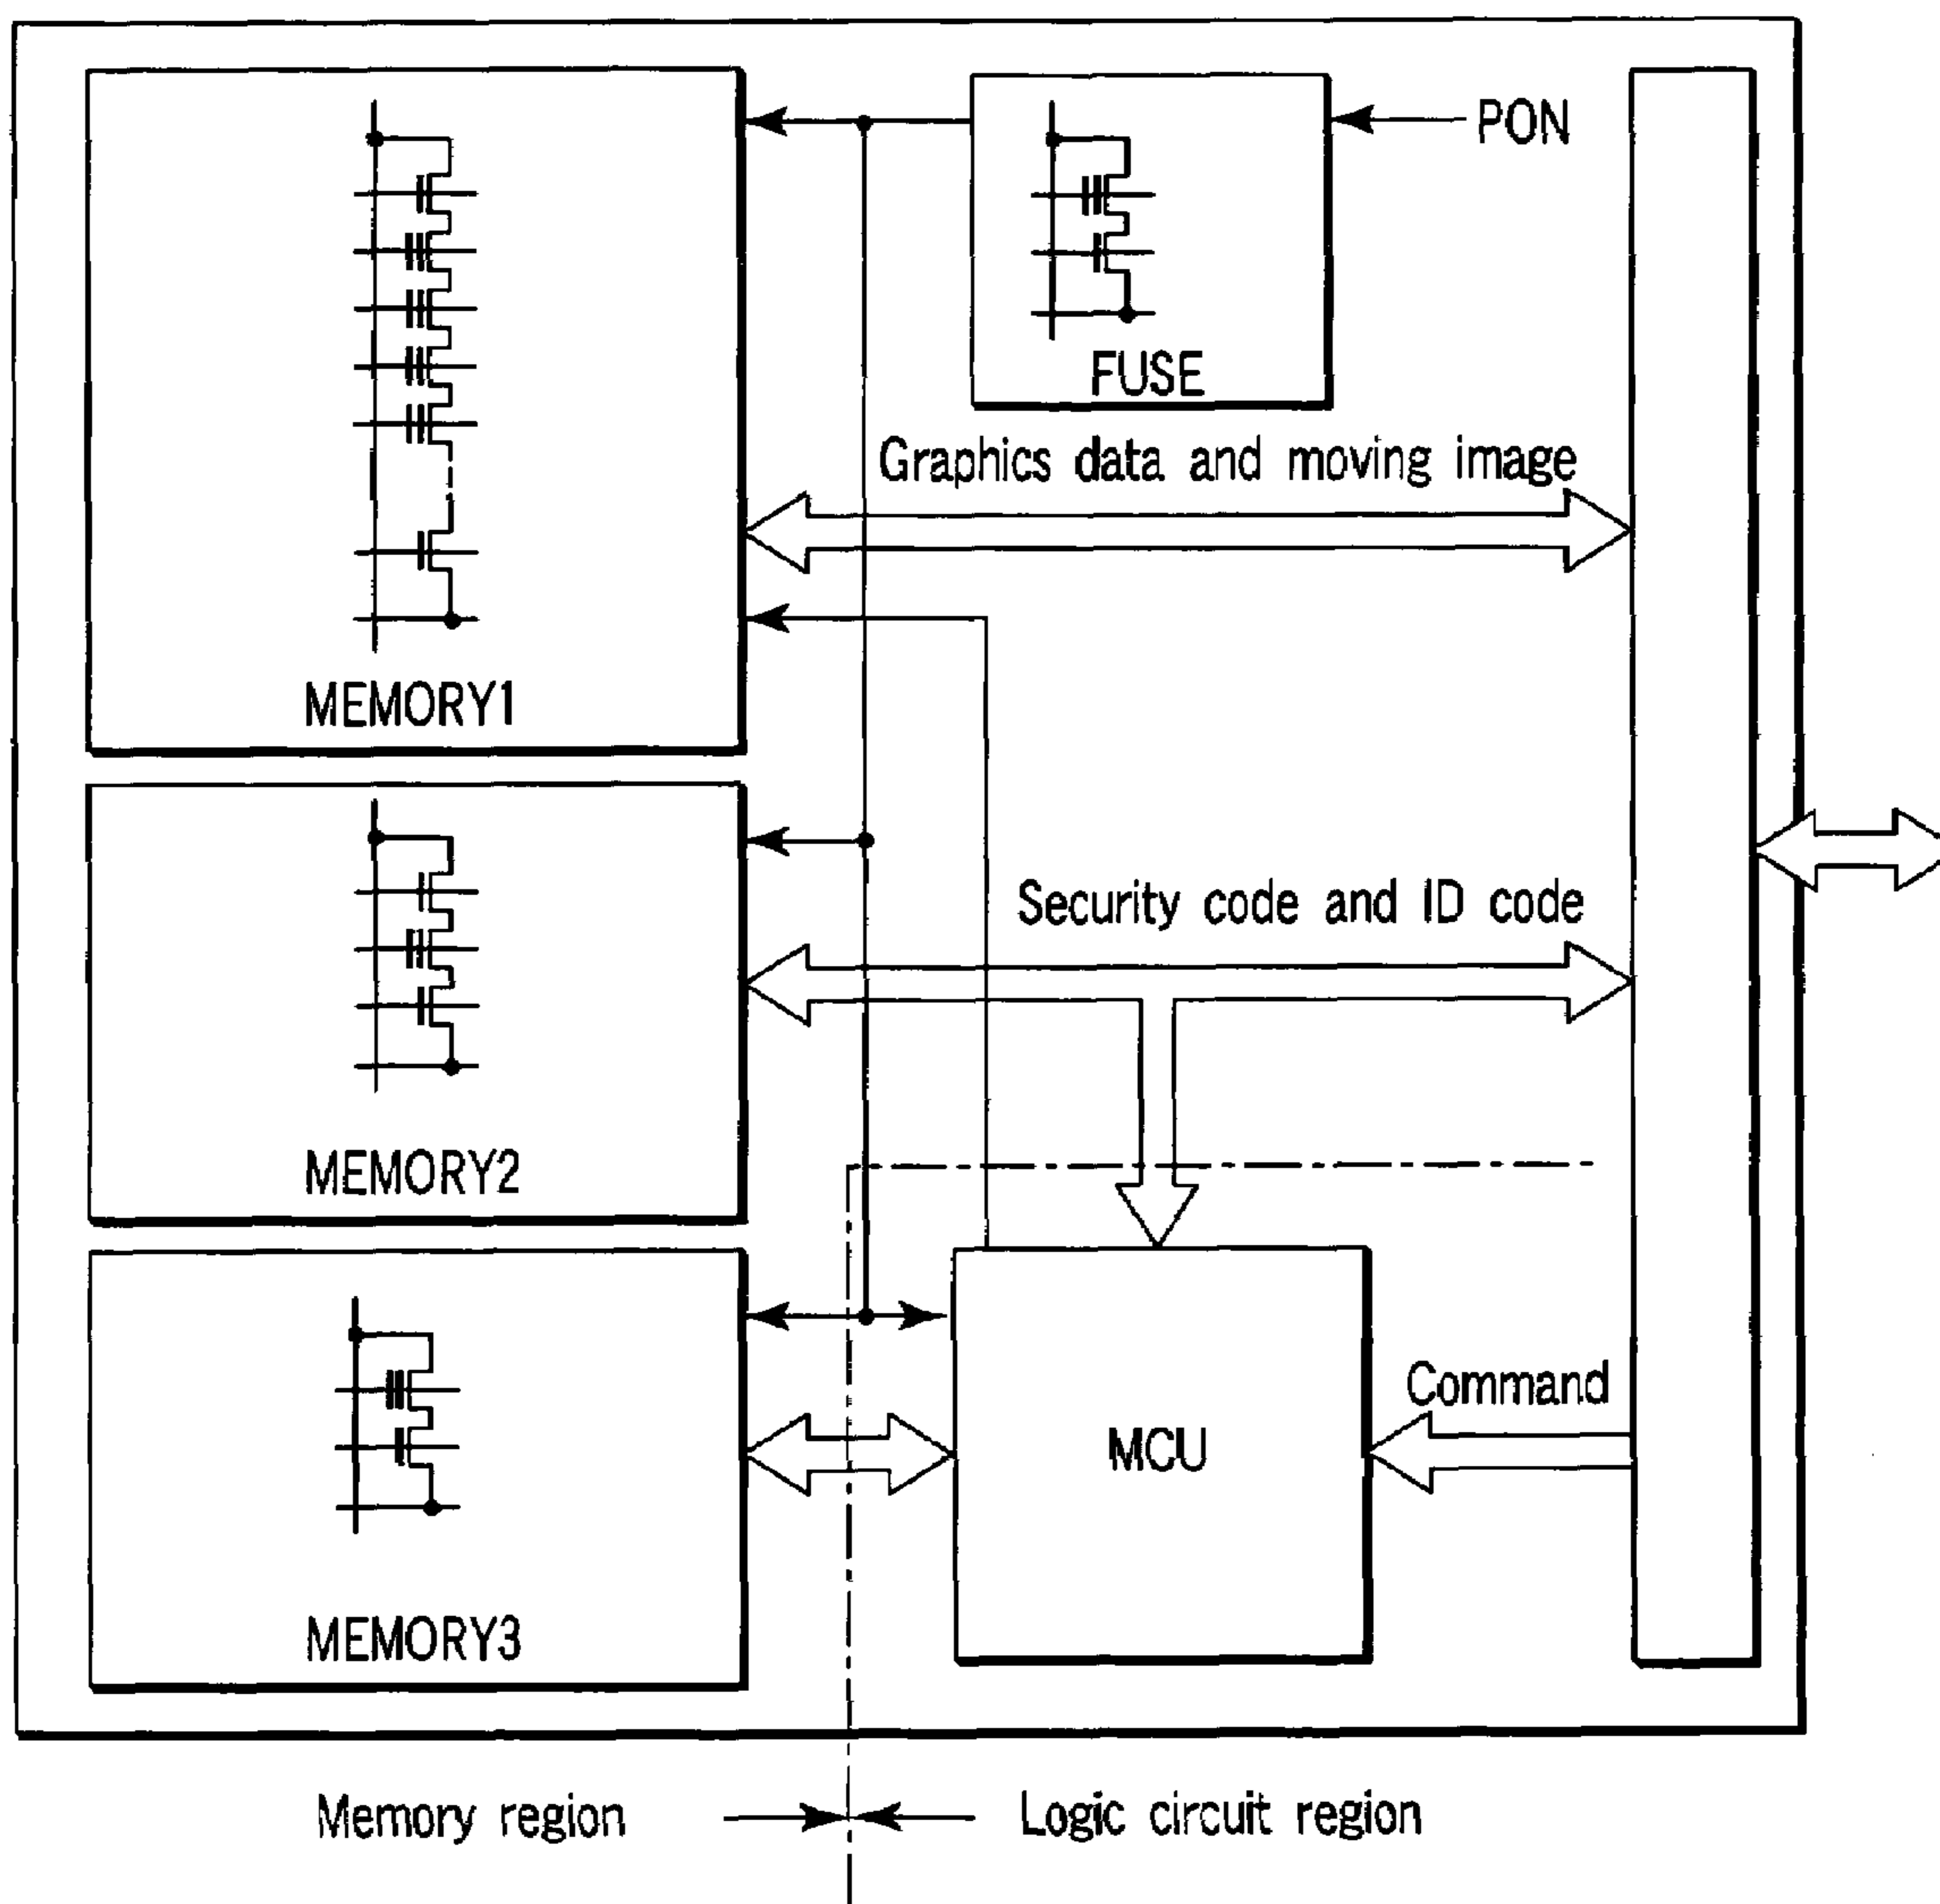 PON
FUSE
Graphics data and moving image
MEMORY1
Security code and ID code
MEMORY2
Command
MCU
MEMORY3
Memory region
Logic circuit region